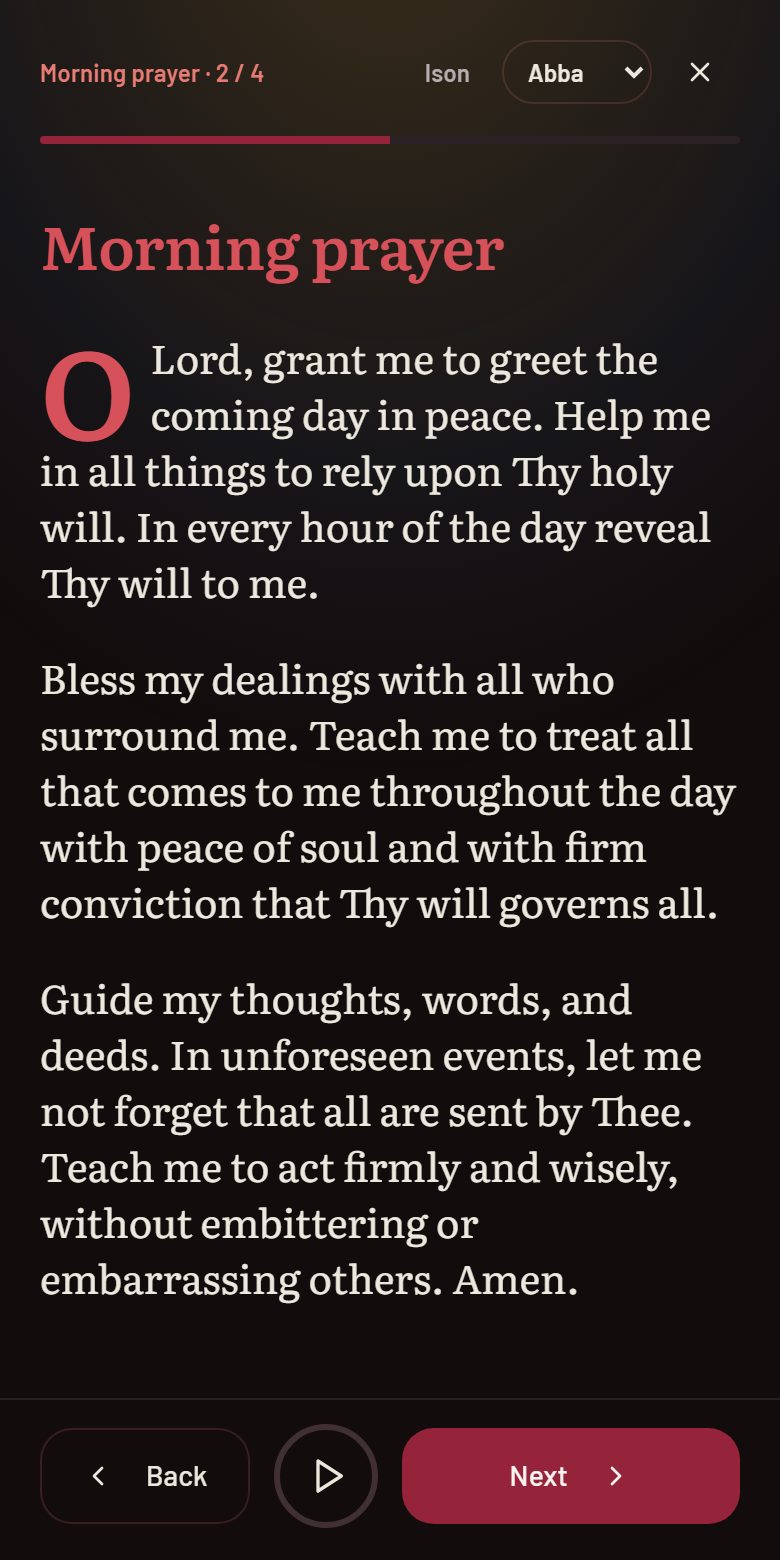 Morning prayer · 2 / 4
Ison
Abba
Morning prayer
O Lord, grant me to greet the
coming day in peace. Help me
in all things to rely upon Thy holy
will. In every hour of the day reveal
Thy will to me.
Bless my dealings with all who
surround me. Teach me to treat all
that comes to me throughout the day
with peace of soul and with firm
conviction that Thy will governs all.
Guide my thoughts, words, and
deeds. In unforeseen events, let me
not forget that all are sent by Thee.
Teach me to act firmly and wisely,
without embittering or
embarrassing others. Amen.
Back
Next